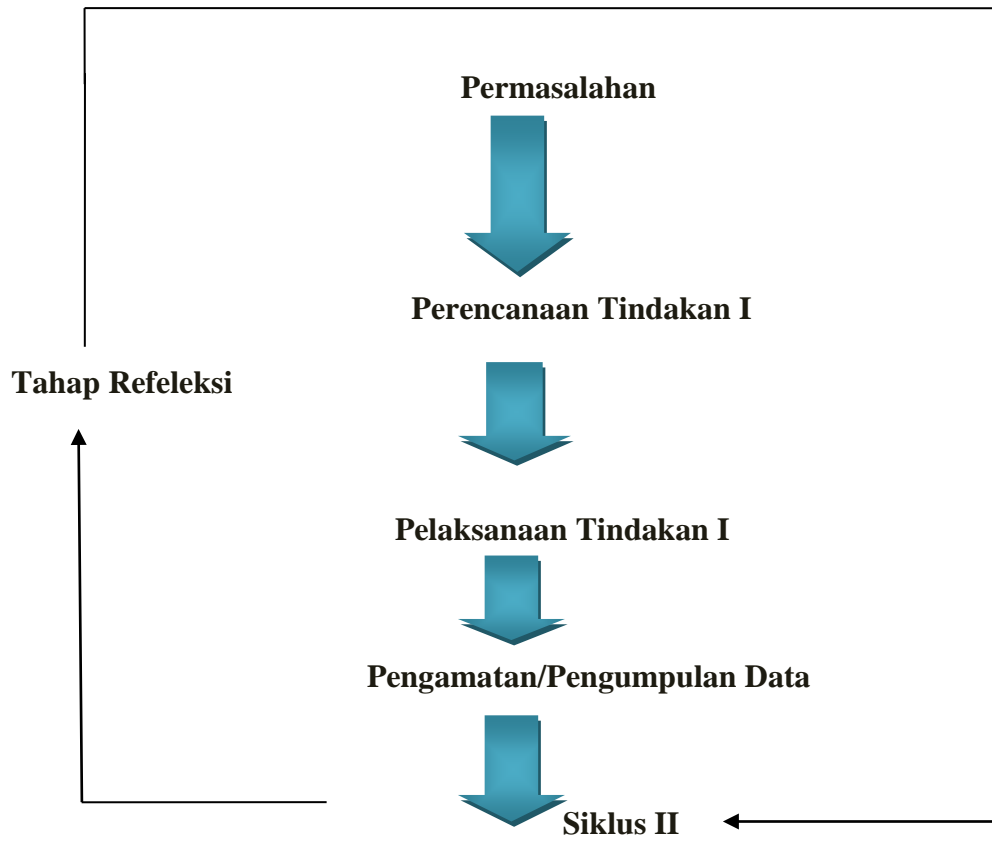 Permasalahan
Perencanaan Tindakan I
Tahap Refeleksi
Pelaksanaan Tindakan I
Pengamatan/Pengumpulan Data
Siklus II